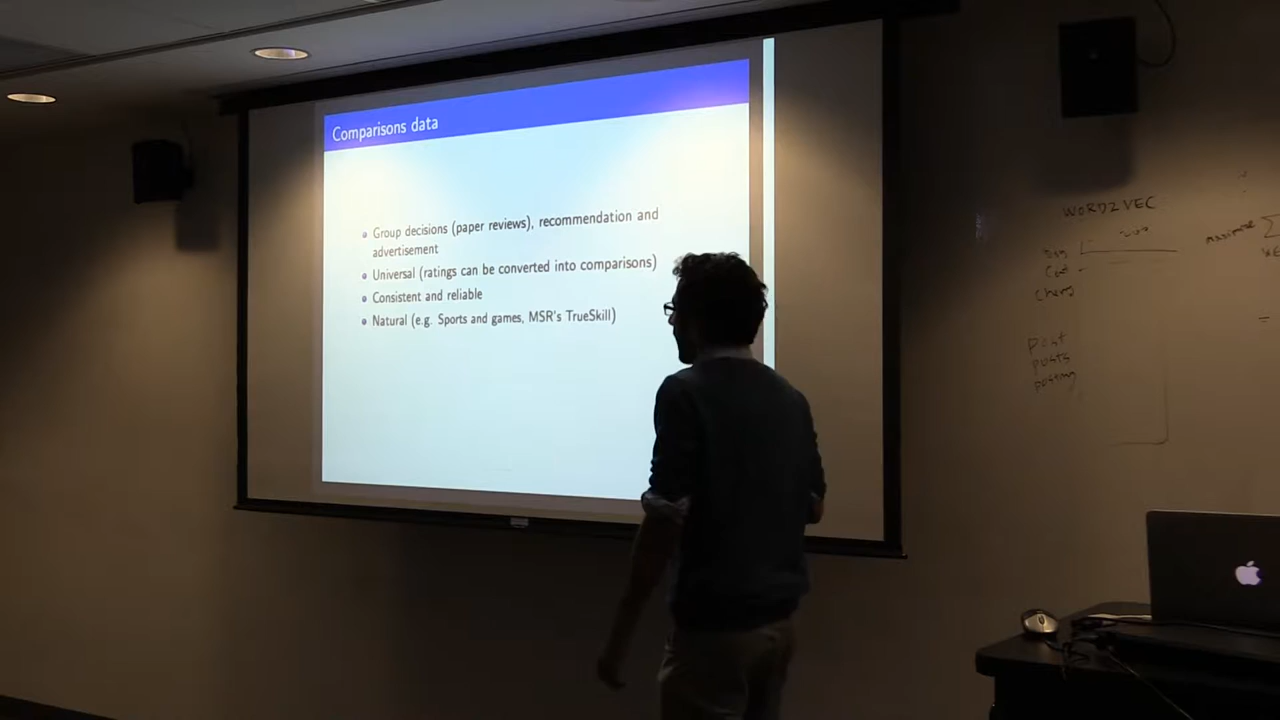 Comparisons data
Group decisions (paper reviews), recommendation and
advertisement
Universal (ratings can be converted into comparisons)
Consistent and reliable
Natural (e.g. Sports and games, MSR's TrueSkill)
WORD2VEC
maximize
Post
posts
posting